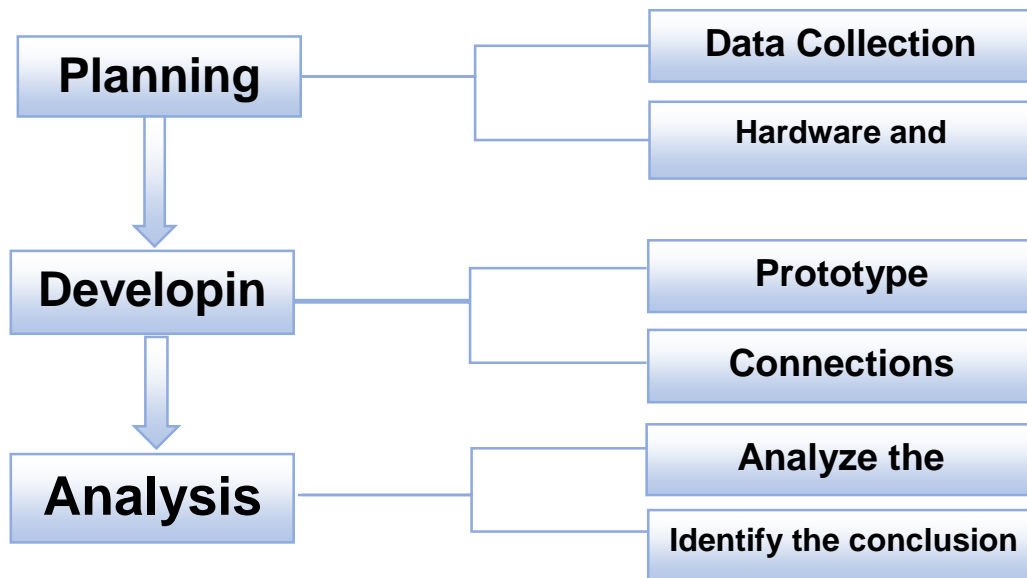 Planning
Data Collection
Hardware and
Developin
Prototype
Connections
Analysis
Analyze the
Identify the conclusion